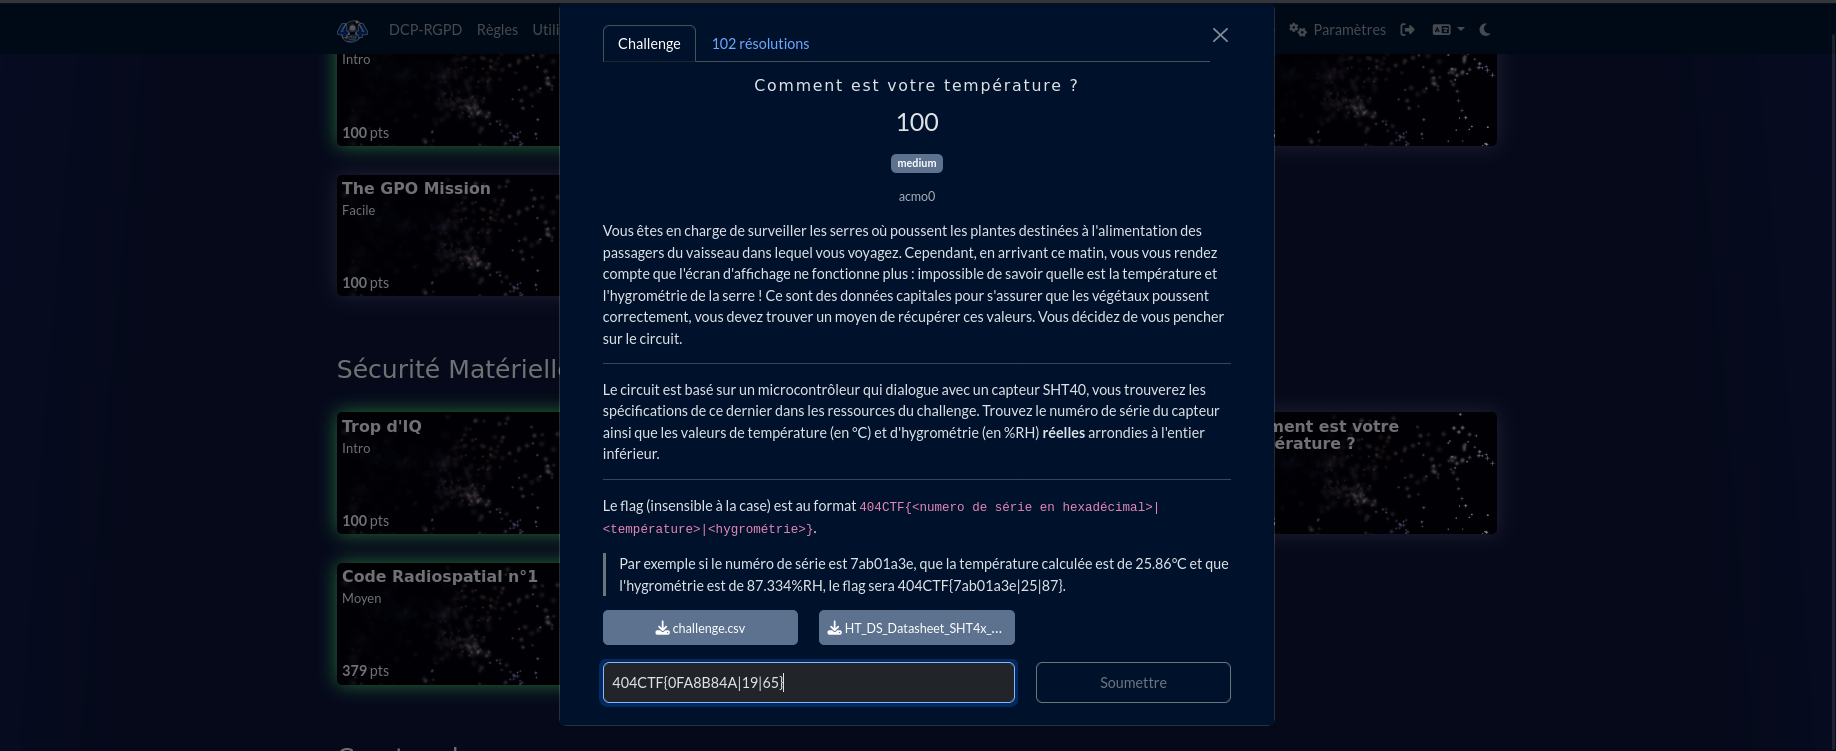 DCP-RGPD Règles Utili
Paramètres
Challenge
102 résolutions
Intro
100 pts
The GPO Mission
Facile
100 pts
Comment est votre température ?
100
medium
acmo0
Vous êtes en charge de surveiller les serres où poussent les plantes destinées à l'alimentation des
passagers du vaisseau dans lequel vous voyagez. Cependant, en arrivant ce matin, vous vous rendez
compte que l'écran d'affichage ne fonctionne plus : impossible de savoir quelle est la température et
l'hygrométrie de la serre ! Ce sont des données capitales pour s'assurer que les végétaux poussent
correctement, vous devez trouver un moyen de récupérer ces valeurs. Vous décidez de vous pencher
sur le circuit.
Sécurité Matérielle
Le circuit est basé sur un microcontrôleur qui dialogue avec un capteur SHT40, vous trouverez les
spécifications de ce dernier dans les ressources du challenge. Trouvez le numéro de série du capteur
ainsi que les valeurs de température (en °C) et d'hygrométrie (en %RH) réelles arrondies à l'entier
inférieur.
Trop d'IQ
Intro
100 pts
ment est votre
érature ?
Le flag (insensible à la case) est au format 404CTF{<numero de série en hexadécimal>|
<température>|<hygrométrie>}.
Par exemple si le numéro de série est 7ab01a3e, que la température calculée est de 25.86°C et que
l'hygrométrie est de 87.334%RH, le flag sera 404CTF{7ab01a3e|25|87}.
Code Radiospatial n°1
Moyen
379 pts
challenge.csv
HT_DS_Datasheet_SHT4x_...
404CTF{0FA8B84A|19|65}
Soumettre